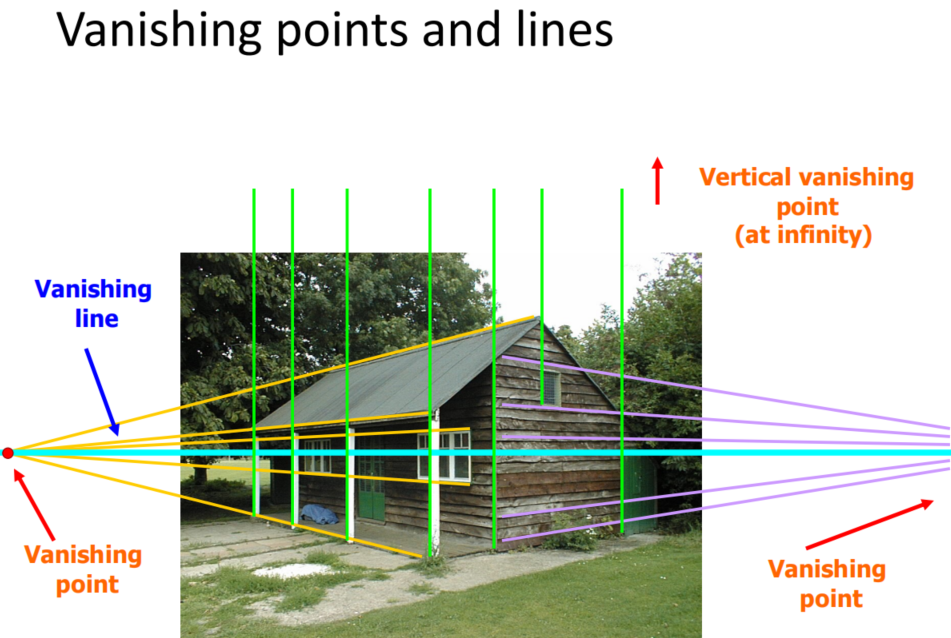 Vanishing points and lines
Vertical vanishing
point
(at infinity)
Vanishing
line
Vanishing
point
Vanishing
point